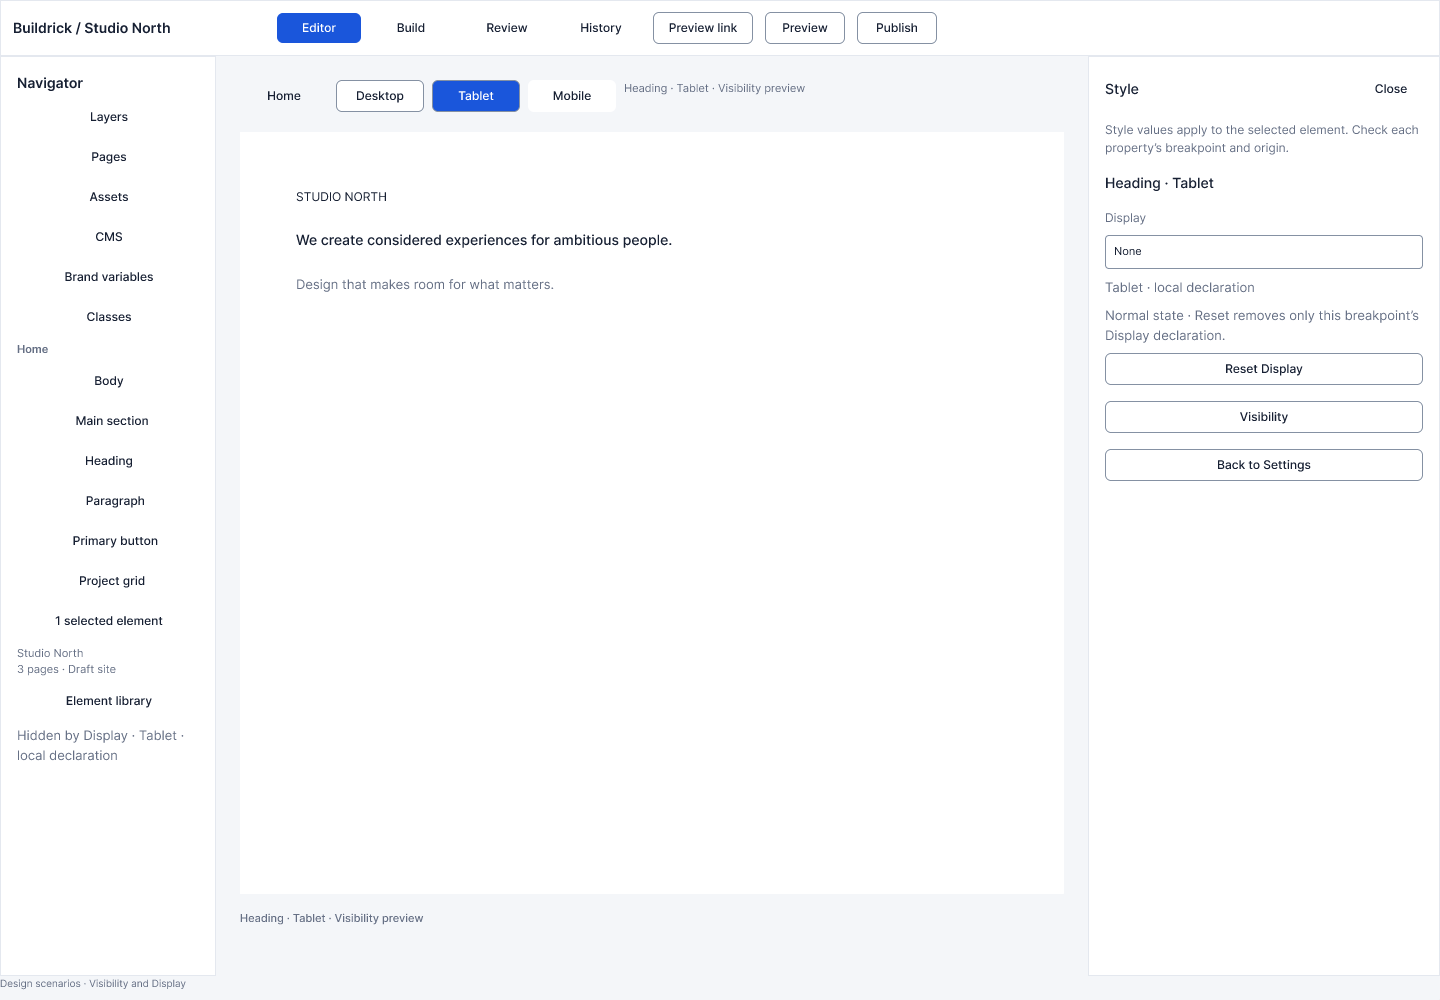 Buildrick / Studio North
Editor
Build
Review
History
Preview link
Preview
Publish
Navigator
Layers
Pages
Assets
CMS
Brand variables
Classes
Home
Body
Main section
Heading
Paragraph
Primary button
Project grid
1 selected element
Studio North
3 pages · Draft site
Element library
Hidden by Display · Tablet ·
local declaration
Home
Desktop
Tablet
Mobile
Heading · Tablet · Visibility preview
STUDIO NORTH
We create considered experiences for ambitious people.
Design that makes room for what matters.
Heading · Tablet · Visibility preview
Style
Close
Style values apply to the selected element. Check each
property’s breakpoint and origin.
Heading · Tablet
Display
None
Tablet · local declaration
Normal state · Reset removes only this breakpoint’s
Display declaration.
Reset Display
Visibility
Back to Settings
Design scenarios · Visibility and Display